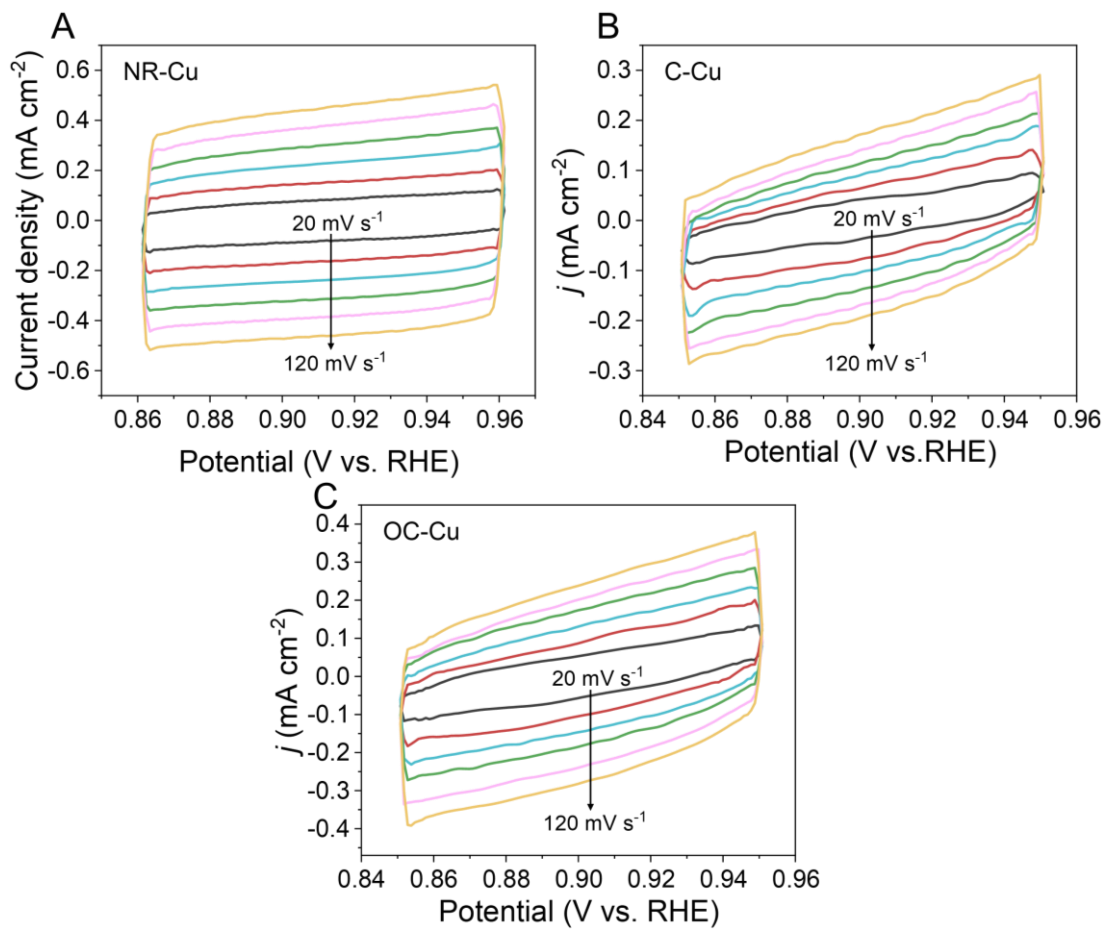 A
NR-Cu
Current density (mA cm⁻²)
0.6
0.4
0.2
0.0
-0.2
-0.4
-0.6
20 mV s⁻¹
120 mV s⁻¹
0.86
0.88
0.90
0.92
0.94
0.96
Potential (V vs. RHE)
B
C-Cu
j (mA cm⁻²)
0.3
0.2
0.1
0.0
-0.1
-0.2
-0.3
20 mV s⁻¹
120 mV s⁻¹
0.84
0.86
0.88
0.90
0.92
0.94
0.96
Potential (V vs.RHE)
C
OC-Cu
j (mA cm⁻²)
0.4
0.3
0.2
0.1
0.0
-0.1
-0.2
-0.3
-0.4
20 mV s⁻¹
120 mV s⁻¹
0.84
0.86
0.88
0.90
0.92
0.94
0.96
Potential (V vs. RHE)